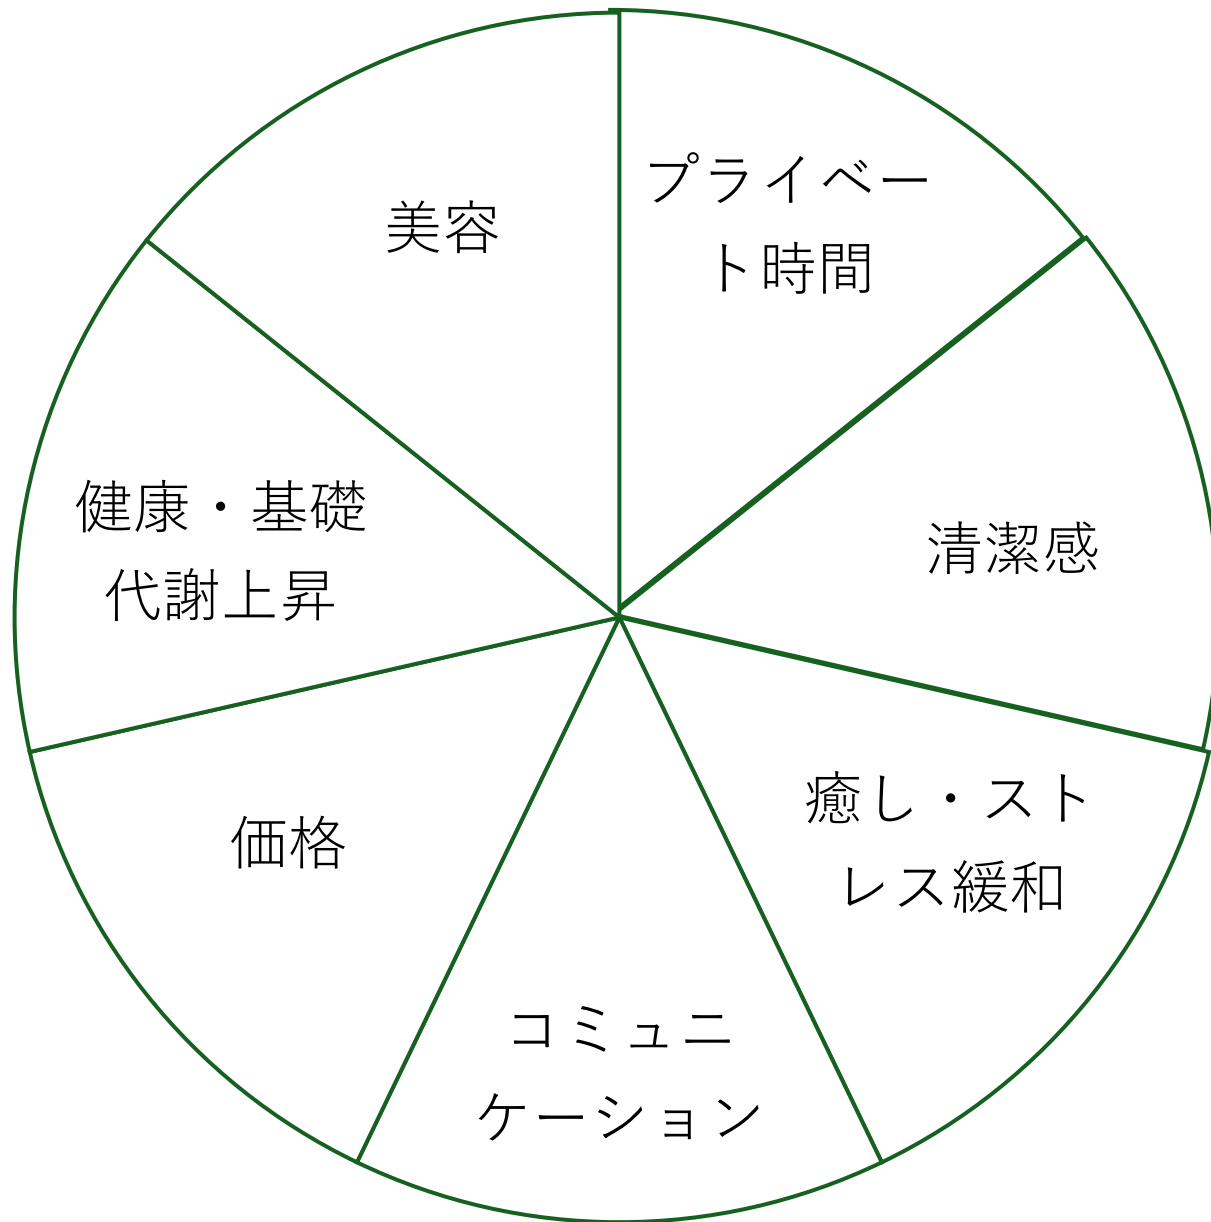 プライベー
ト時間
清潔感
癒し・スト
レス緩和
コミュニ
ケーション
価格
健康・基礎
代謝上昇
美容